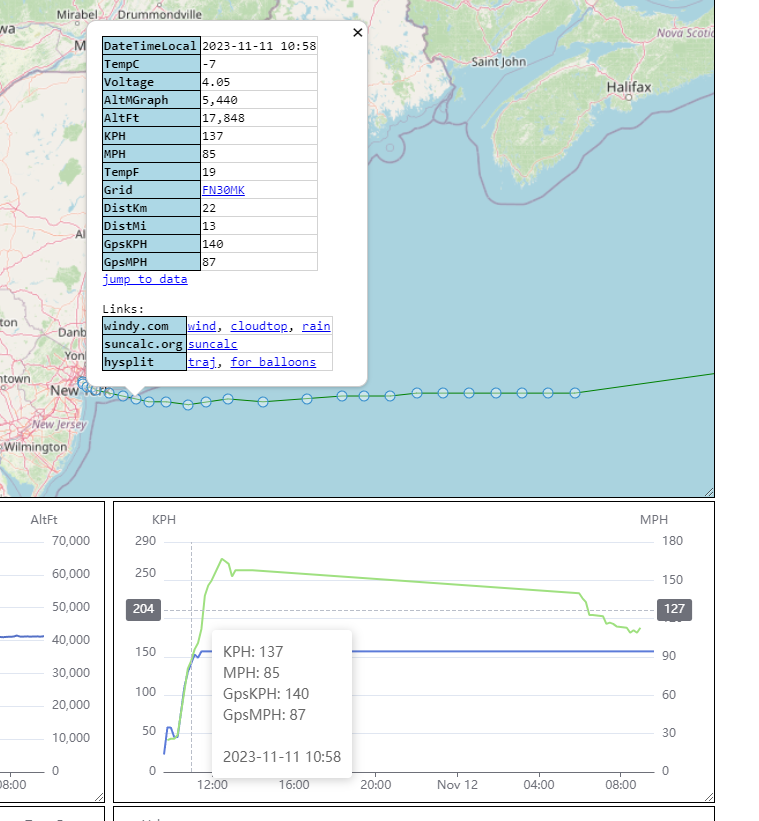 Mirabel
Drummondville
Saint John
Nova Scotia
Halifax
×
DateTimeLocal 2023-11-11 10:58
TempC -7
Voltage 4.05
AltMGraph 5,440
AltFt 17,848
KPH 137
MPH 85
TempF 19
Grid FN30MK
DistKm 22
DistMi 13
GpsKPH 140
GpsMPH 87
jump to data
Links:
windy.com wind, cloudtop, rain
suncalc.org suncalc
hysplit traj, for balloons
New
New Jersey
Wilmington
AltFt
70,000
60,000
50,000
40,000
30,000
20,000
10,000
0
08:00
KPH MPH
290 180
250 150
204 127
150 90
100 60
50 30
0 0
KPH: 137
MPH: 85
GpsKPH: 140
GpsMPH: 87
2023-11-11 10:58
12:00 16:00 20:00 Nov 12 04:00 08:00